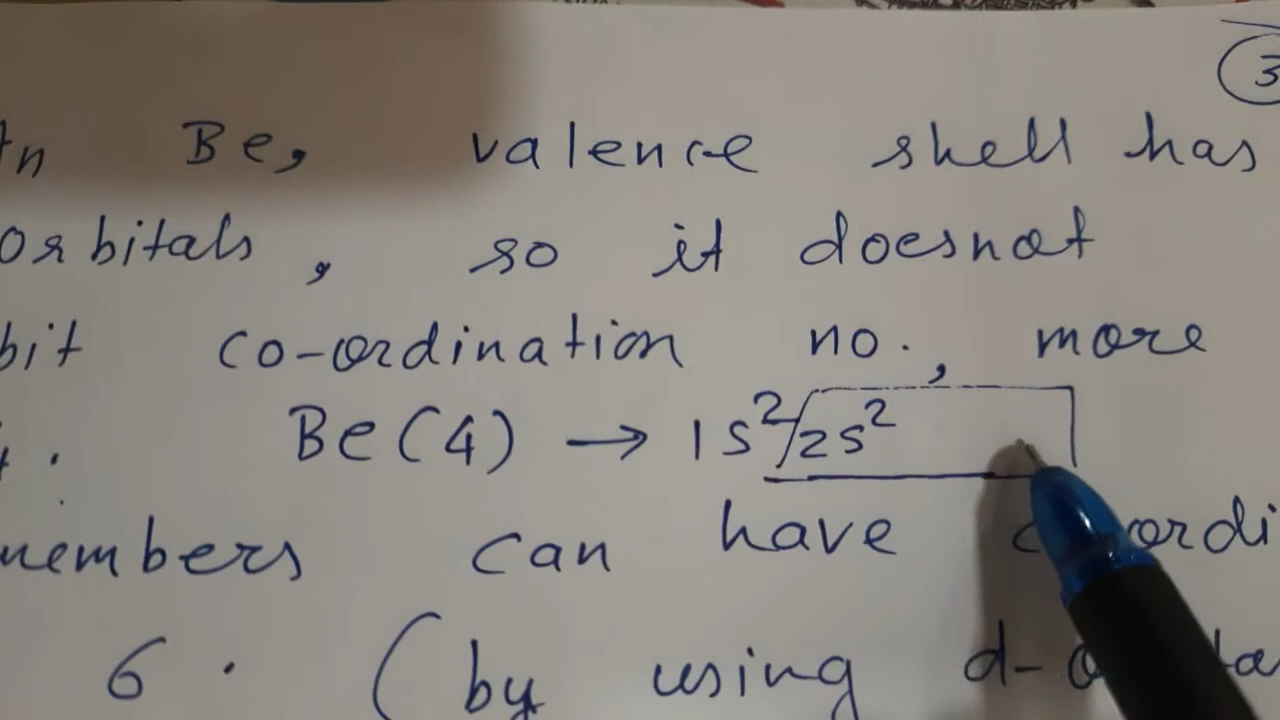 3
In Be, valence shell has
orbitals, so it doesnot
bit co-ordination no., more
Be(4) → 1s²/2s²
members can have
6. (by using d-